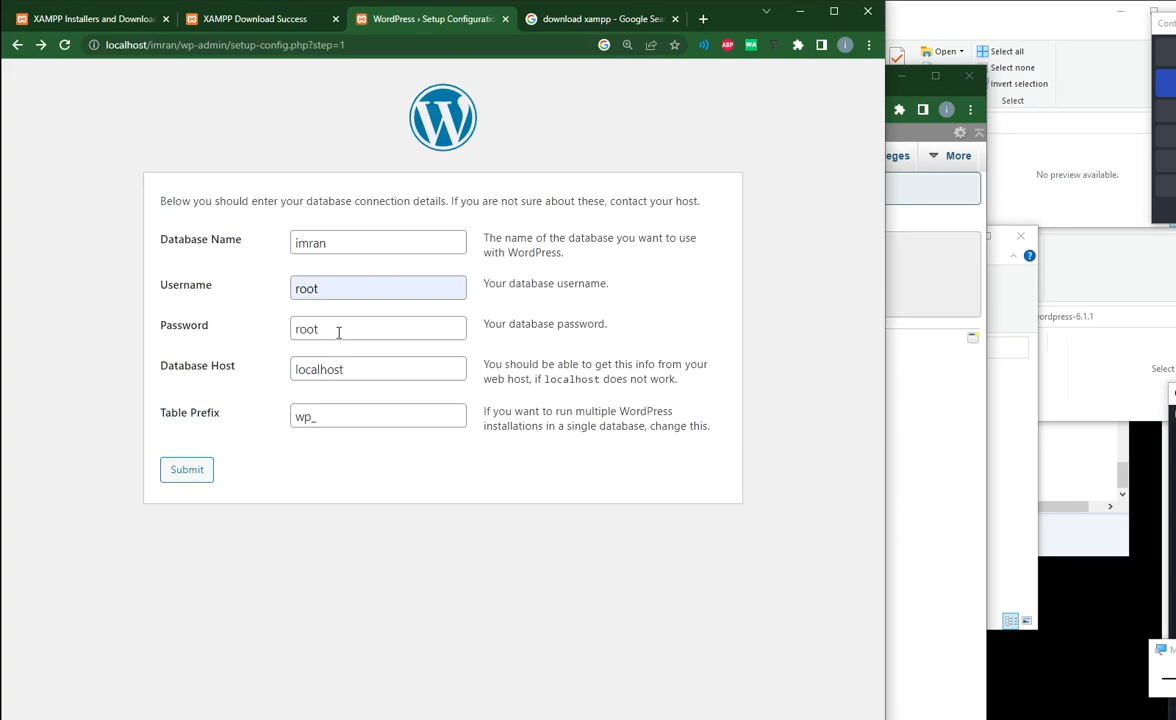 XAMPP Installers and Downloa
XAMPP Download Success
WordPress › Setup Configuratio
download xampp - Google Sea
localhost/imran/wp-admin/setup-config.php?step=1
ABP
WA
i
Below you should enter your database connection details. If you are not sure about these, contact your host.
Database Name
imran
The name of the database you want to use
with WordPress.
Username
root
Your database username.
Password
root
Your database password.
Database Host
localhost
You should be able to get this info from your
web host, if localhost does not work.
Table Prefix
wp_
If you want to run multiple WordPress
installations in a single database, change this.
Submit
Open
Select all
Select none
Invert selection
Select
Cont
i
eges
More
No preview available.
ordpress-6.1.1
Select